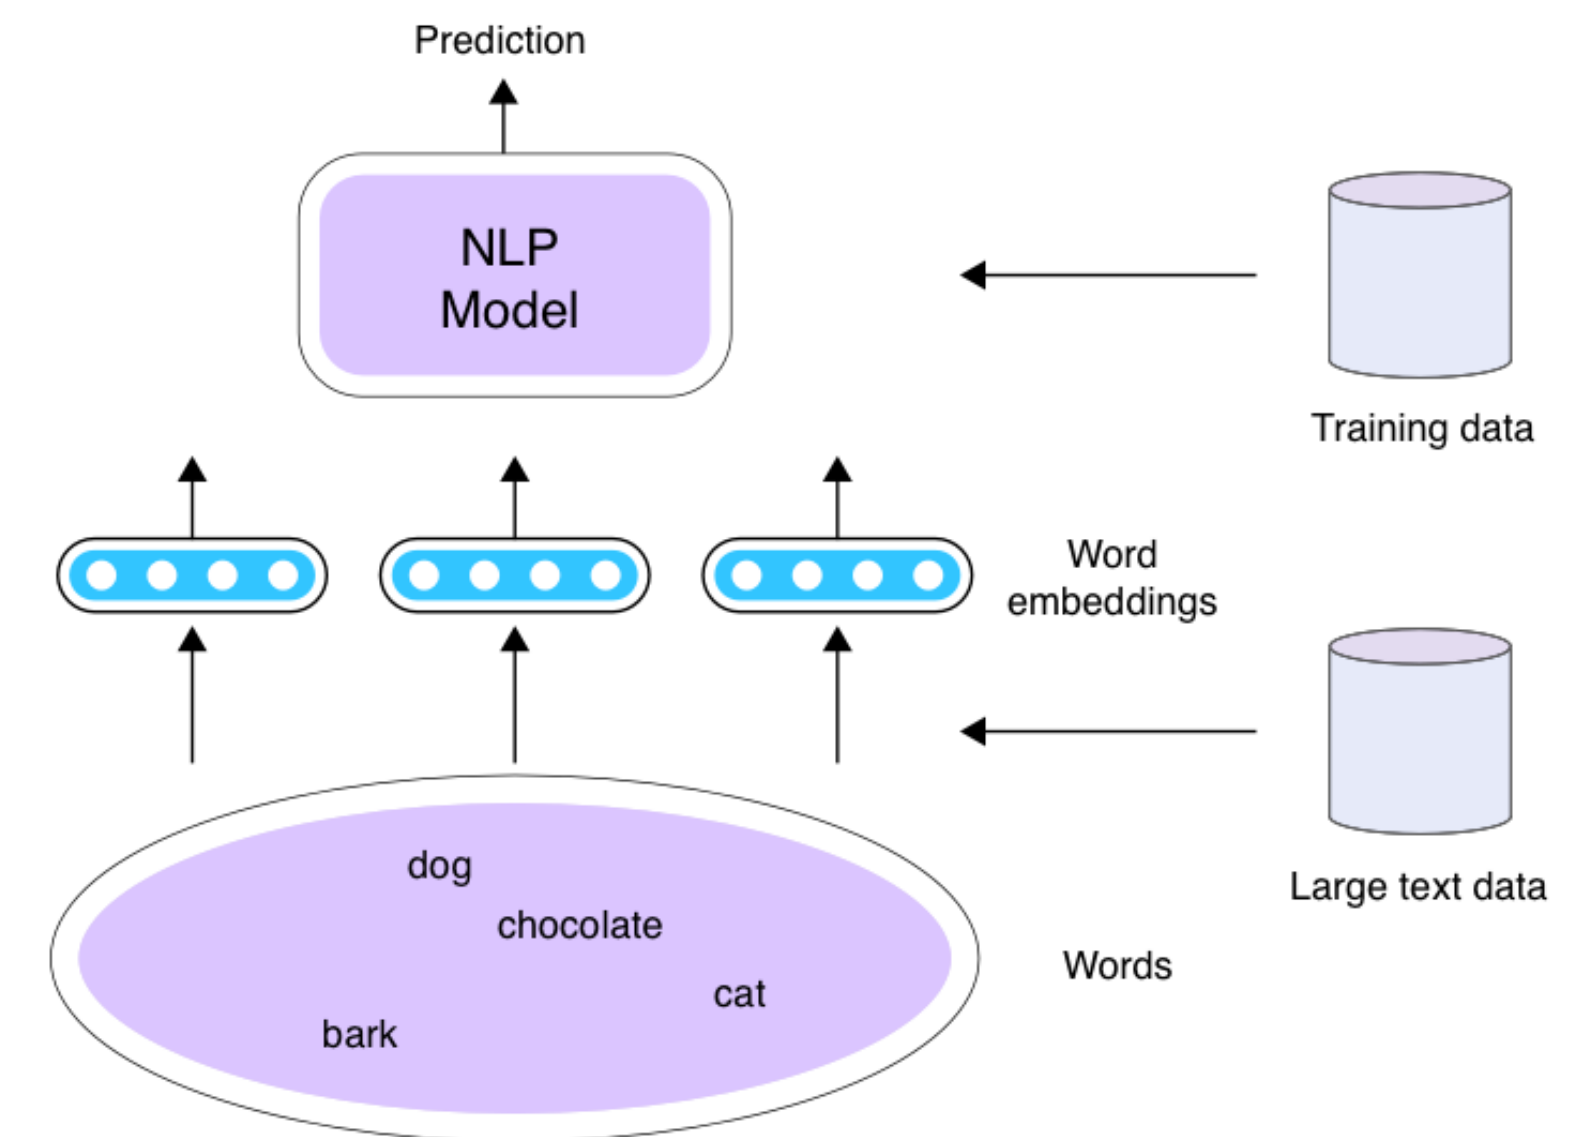 Prediction
NLP
Model
Training data
Word
embeddings
Large text data
dog
chocolate
Words
cat
bark